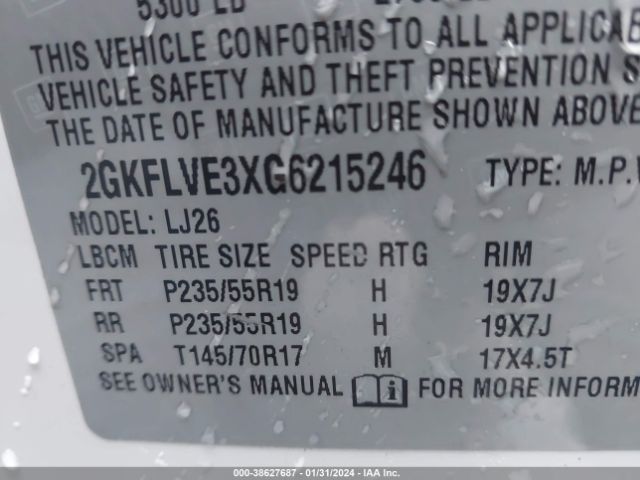 5300 LB
THIS VEHICLE CONFORMS TO ALL APPLICAB
VEHICLE SAFETY AND THEFT PREVENTION S
THE DATE OF MANUFACTURE SHOWN ABOVE
2GKFLVE3XG6215246 TYPE: M.P.V
MODEL: LJ26
LBCM TIRE SIZE SPEED RTG RIM
FRT P235/55R19 H 19X7J
RR P235/55R19 H 19X7J
SPA T145/70R17 M 17X4.5T
SEE OWNER'S MANUAL i FOR MORE INFORM
000-38627687 - 01/31/2024 - IAAI.CA